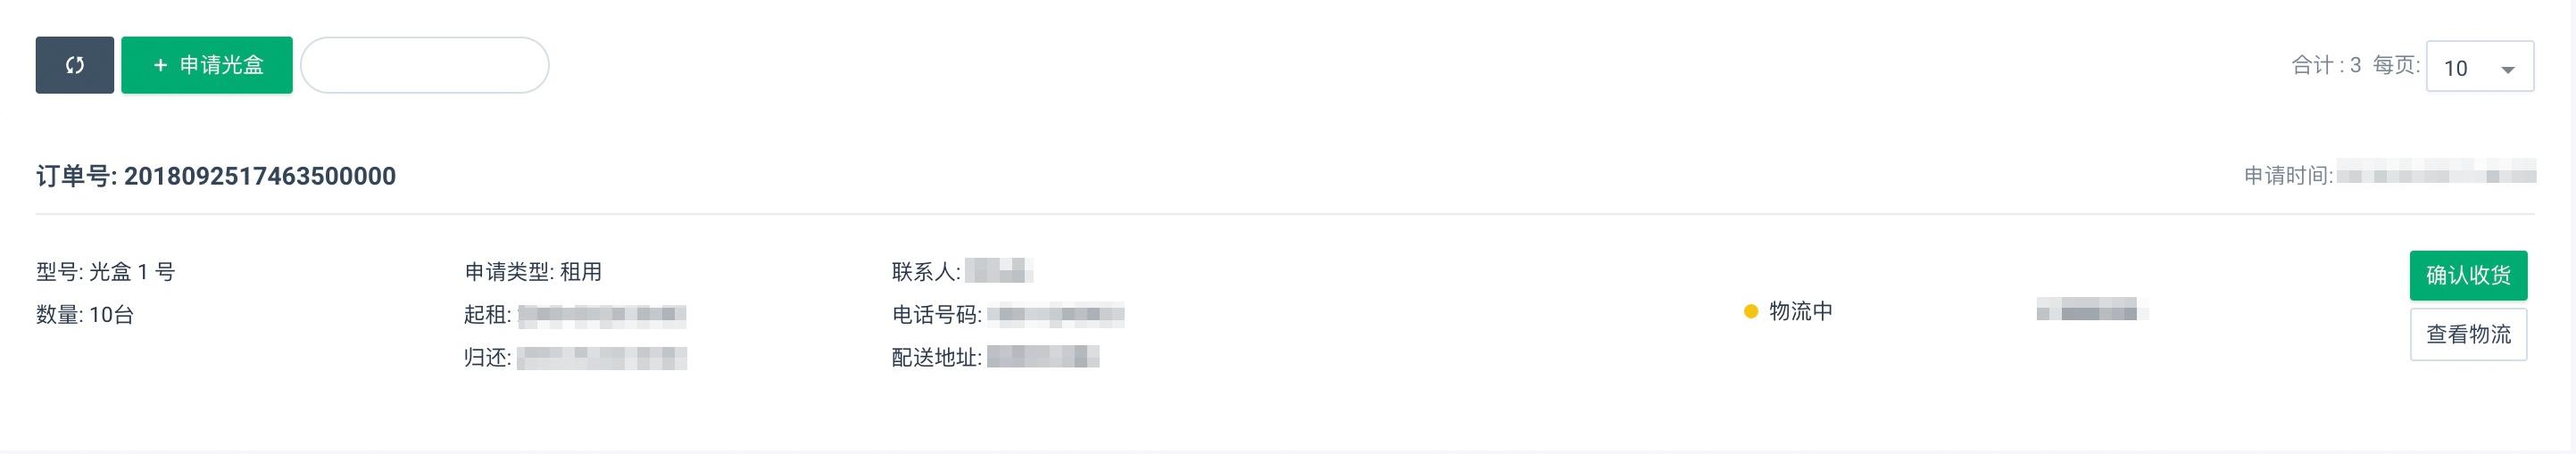 + 申请光盒
合计 : 3 每页: 10
订单号: 2018092517463500000
申请时间:
型号: 光盒 1 号
申请类型: 租用
联系人:
确认收货
数量: 10台
起租:
电话号码:
物流中
查看物流
归还:
配送地址: